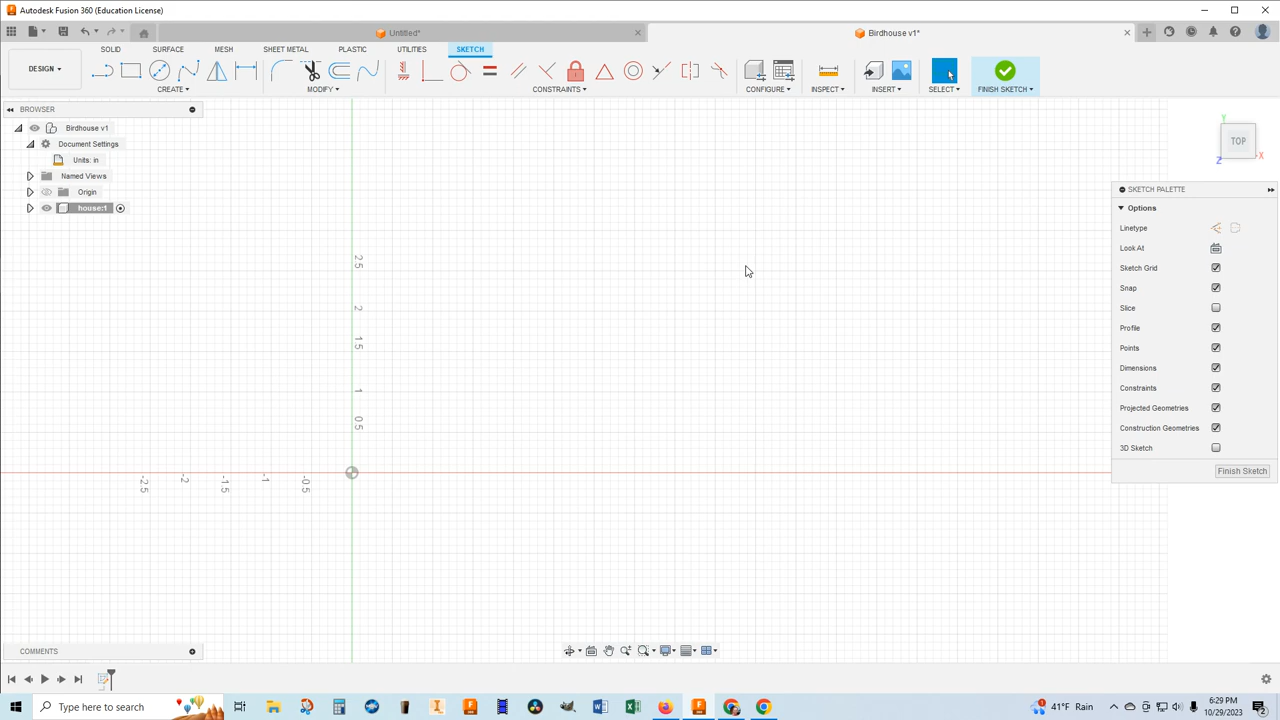 Autodesk Fusion 360 (Education License)
Untitled*
Birdhouse v1*
DESIGN
SOLID SURFACE MESH SHEET METAL PLASTIC UTILITIES SKETCH
CREATE MODIFY CONSTRAINTS CONFIGURE INSPECT INSERT SELECT FINISH SKETCH
BROWSER
Birdhouse v1
Document Settings
Units: in
Named Views
Origin
house:1
Y
TOP
X
Z
SKETCH PALETTE
Options
Linetype
Look At
Sketch Grid
Snap
Slice
Profile
Points
Dimensions
Constraints
Projected Geometries
Construction Geometries
3D Sketch
Finish Sketch
2.5
2
1.5
1
0.5
-2.5 -2 -1.5 -1 -0.5
COMMENTS
Type here to search
41°F Rain
6:29 PM
10/29/2023